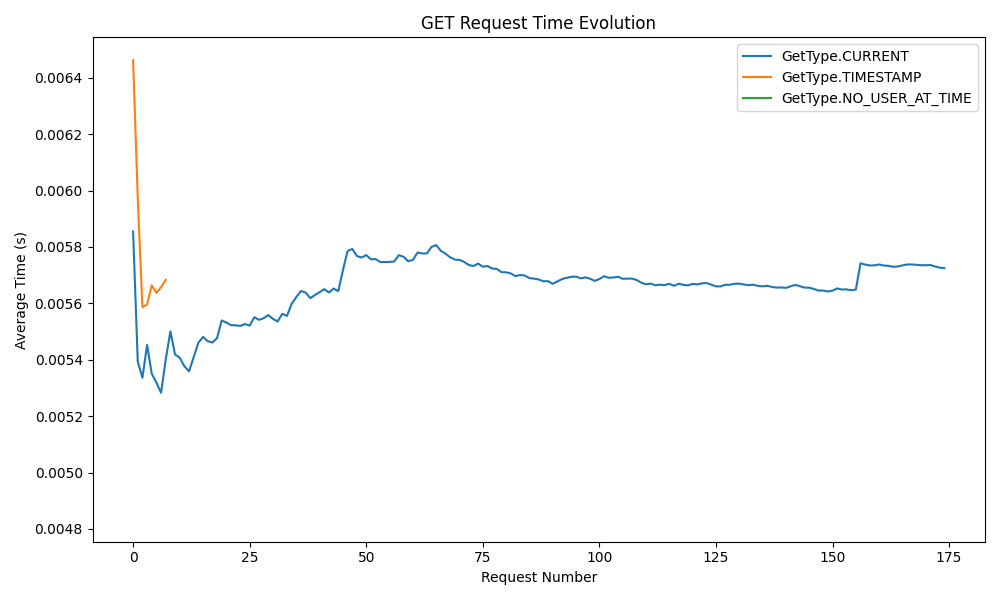 GET Request Time Evolution
GetType.CURRENT
GetType.TIMESTAMP
GetType.NO_USER_AT_TIME
Average Time (s)
0.0064
0.0062
0.0060
0.0058
0.0056
0.0054
0.0052
0.0050
0.0048
0 25 50 75 100 125 150 175
Request Number